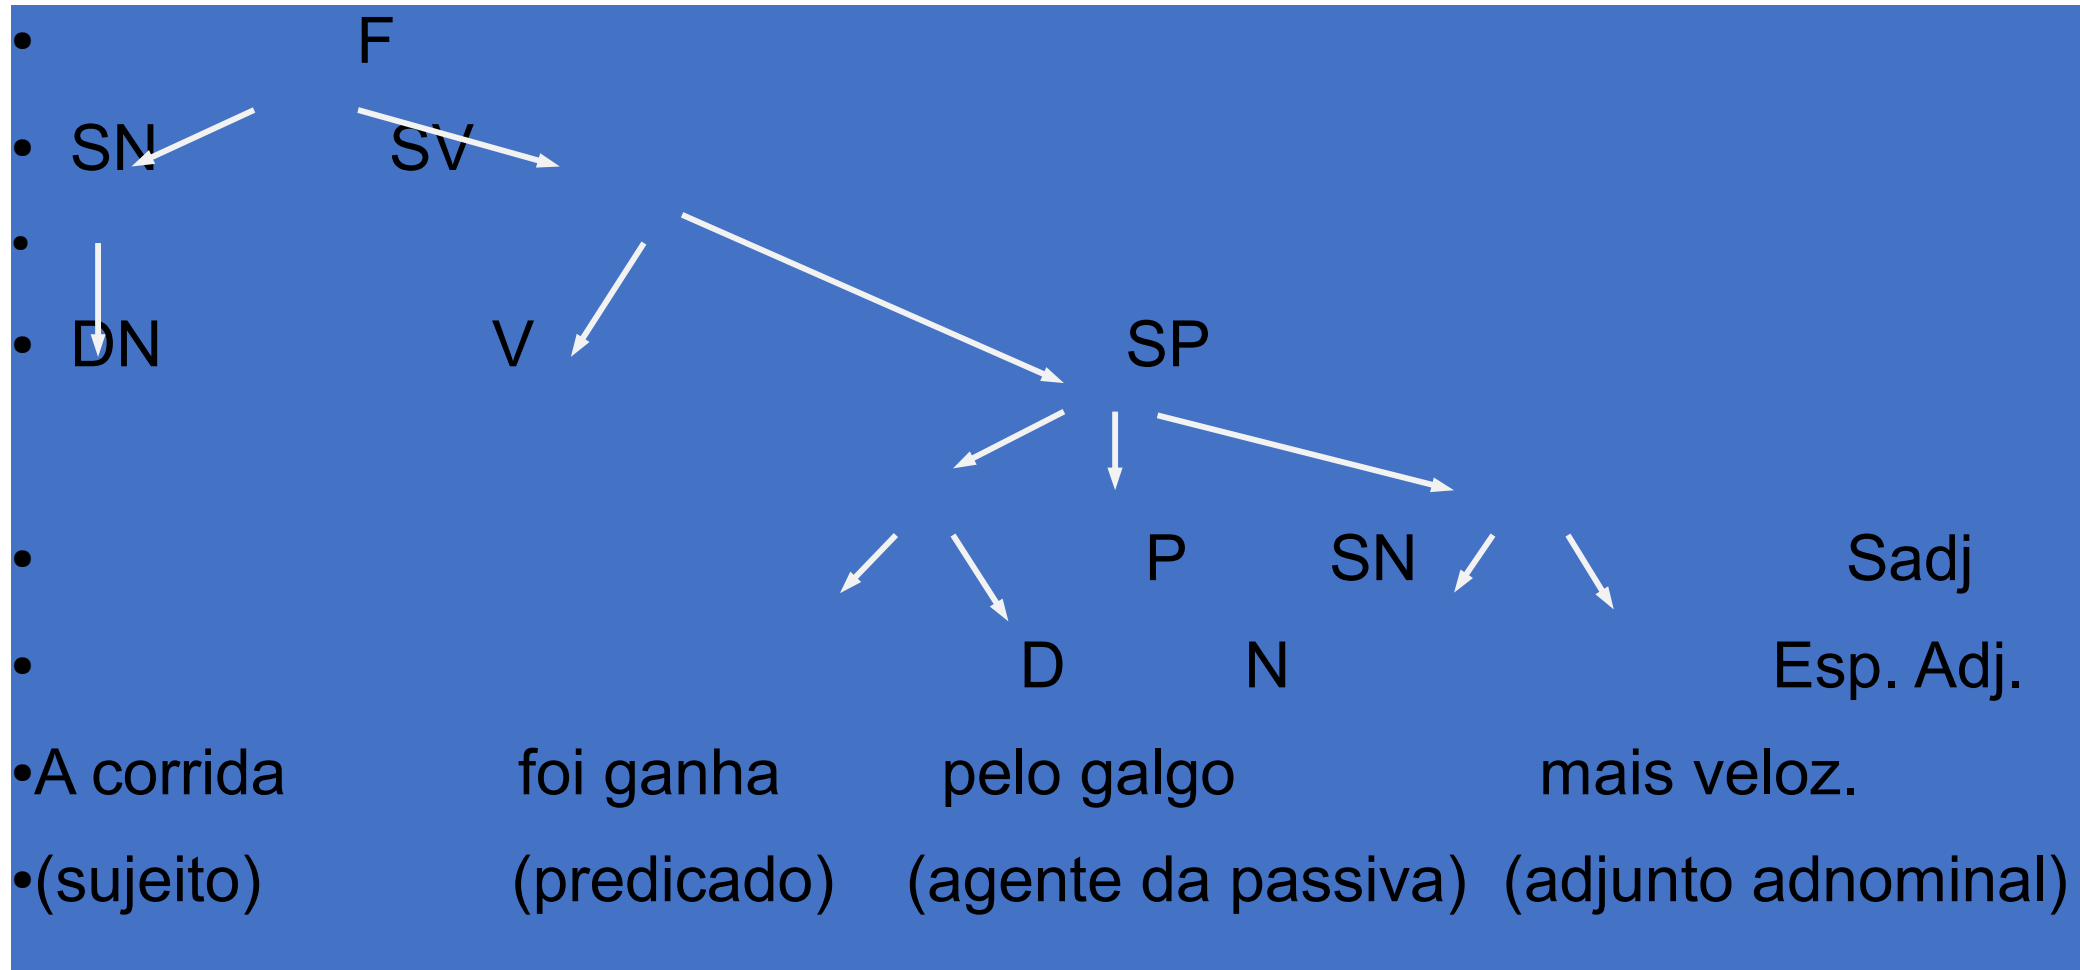 • F
• SN SV
•
• DN V SP
• P SN Sadj
• D N Esp. Adj.
• A corrida foi ganha pelo galgo mais veloz.
• (sujeito) (predicado) (agente da passiva) (adjunto adnominal)